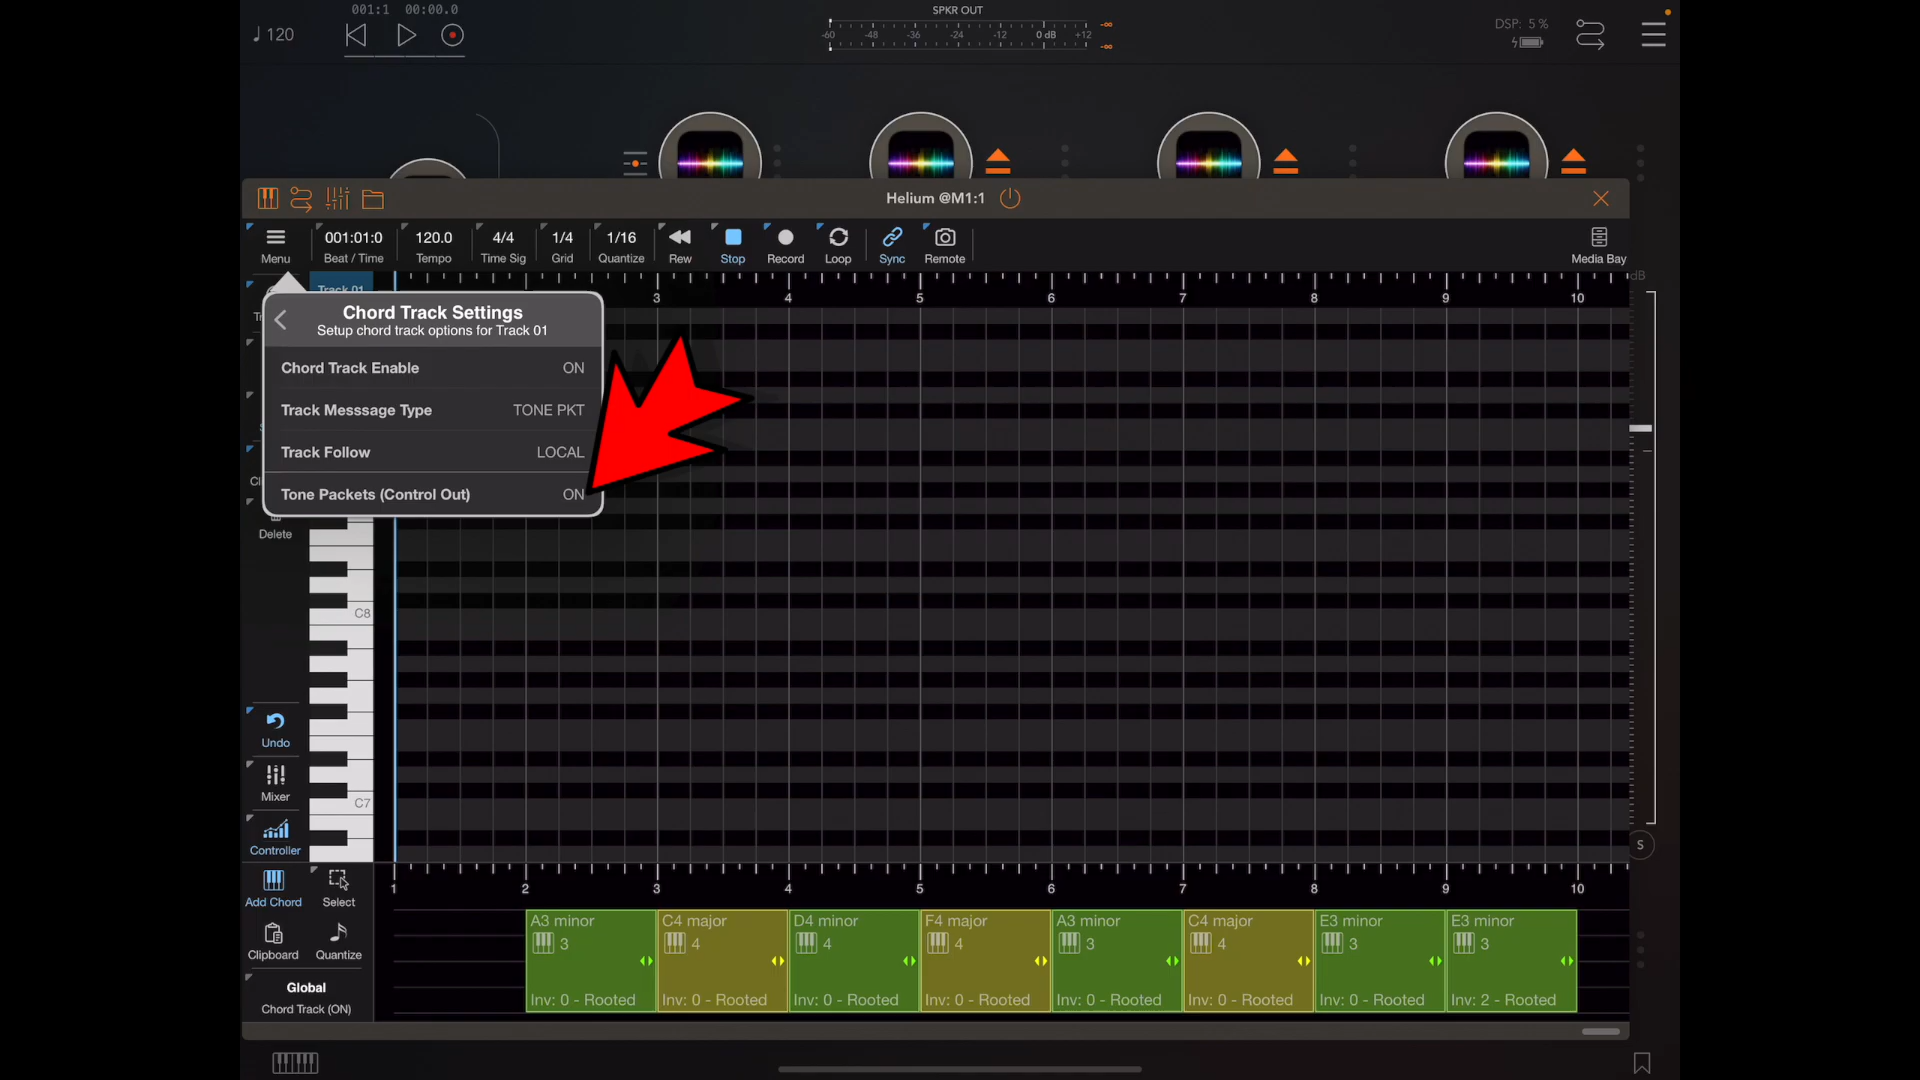 001:1 00:00.0
120
SPKR OUT
-60 -48 -36 -24 -12 0 dB +12
-∞
-∞
DSP: 5 %
Helium @M1:1
Menu
001:01:0
Beat / Time
120.0
Tempo
4/4
Time Sig
1/4
Grid
1/16
Quantize
Rew
Stop
Record
Loop
Sync
Remote
Media Bay
dB
Track 01
3 4 5 6 7 8 9 10
Chord Track Settings
Setup chord track options for Track 01
Chord Track Enable ON
Track Messsage Type TONE PKT
Track Follow LOCAL
Tone Packets (Control Out) ON
Delete
C8
Undo
Mixer
C7
Controller
S
1 2 3 4 5 6 7 8 9 10
Add Chord
Select
Clipboard
Quantize
Global
Chord Track (ON)
A3 minor
3
Inv: 0 - Rooted
C4 major
4
Inv: 0 - Rooted
D4 minor
4
Inv: 0 - Rooted
F4 major
4
Inv: 0 - Rooted
A3 minor
3
Inv: 0 - Rooted
C4 major
4
Inv: 0 - Rooted
E3 minor
3
Inv: 0 - Rooted
E3 minor
3
Inv: 2 - Rooted